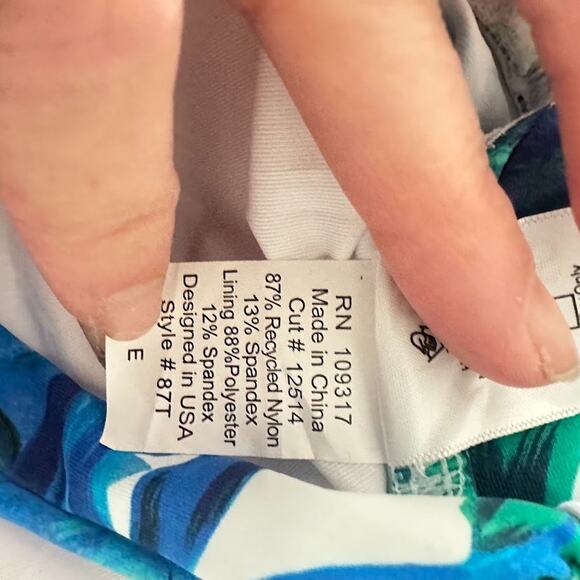 RN 109317
Made in China
Cut # 12514
87% Recycled Nylon
13% Spandex
Lining 88%Polyester
12% Spandex
Designed in USA
Style # 87T
E